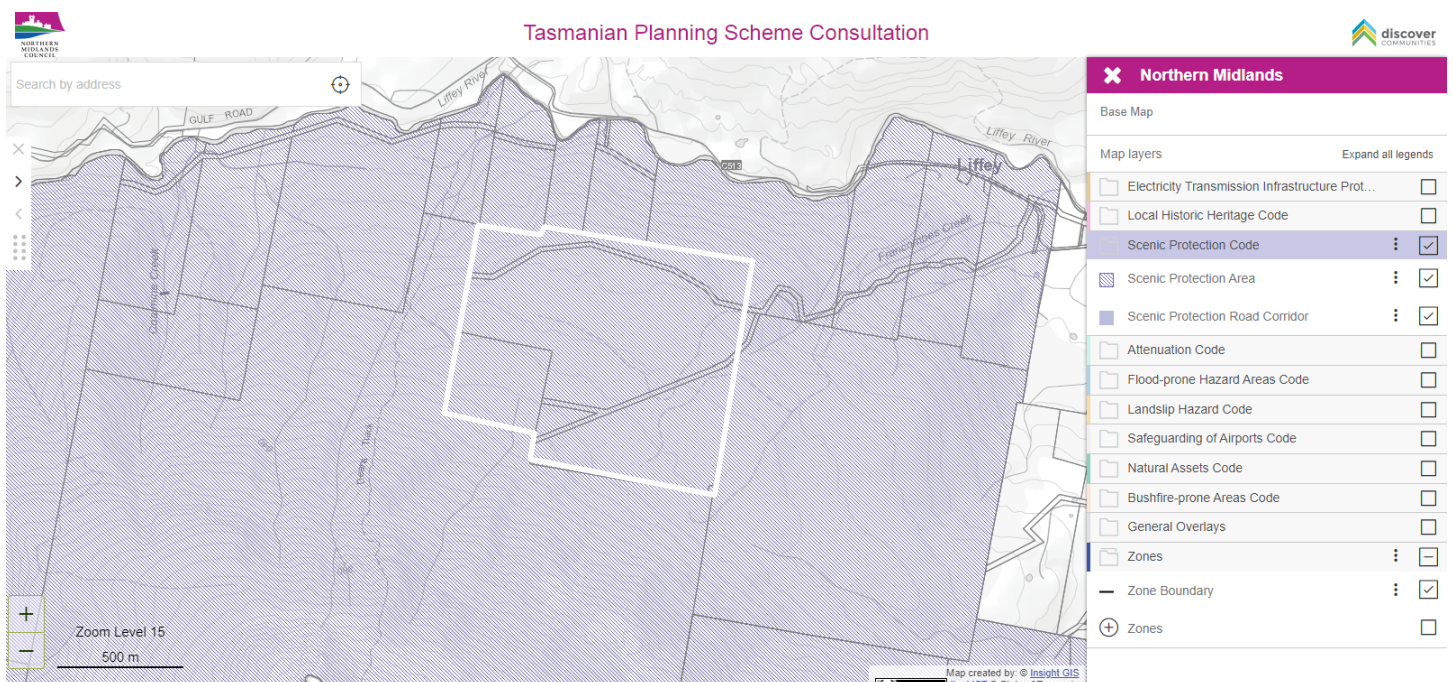 Tasmanian Planning Scheme Consultation
NORTHERN
MIDLANDS
COUNCIL
discover
COMMUNITIES
Search by address
Northern Midlands
Base Map
Map layers
Expand all legends
Electricity Transmission Infrastructure Prot...
Local Historic Heritage Code
Scenic Protection Code
Scenic Protection Area
Scenic Protection Road Corridor
Attenuation Code
Flood-prone Hazard Areas Code
Landslip Hazard Code
Safeguarding of Airports Code
Natural Assets Code
Bushfire-prone Areas Code
General Overlays
Zones
Zone Boundary
Zones
Liffey River
GULF ROAD
C513
Liffey River
Liffey
Francombes Creek
Deans Track
Zoom Level 15
500 m
Map created by: © Insight GIS